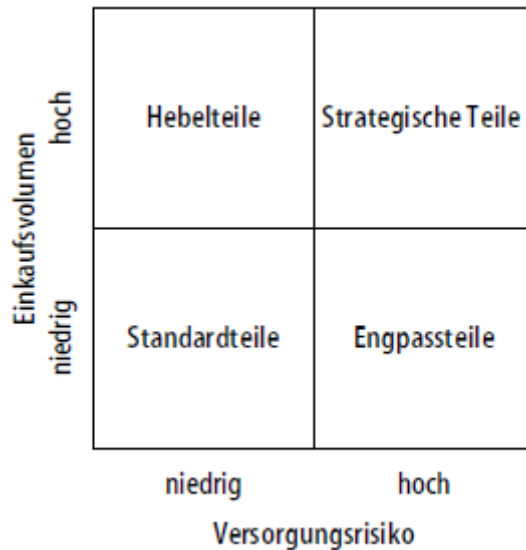 Einkaufsvolumen
hoch
niedrig
Hebelteile
Strategische Teile
Standardteile
Engpassteile
niedrig
hoch
Versorgungsrisiko